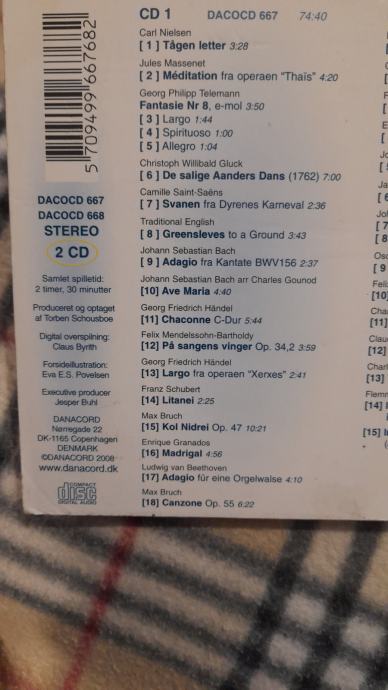 5 709499 667682
DACOCD 667
DACOCD 668
STEREO
2 CD
Samlet spilletid:
2 timer, 30 minutter
Produceret og optaget
af Torben Schousboe
Digital overspilning:
Claus Byrith
Forsideillustration:
Eva E.S. Povelsen
Executive producer
Jesper Buhl
DANACORD
Nørregade 22
DK-1165 Copenhagen
DENMARK
©DANACORD 2008
www.danacord.dk
COMPACT
disc
DIGITAL AUDIO
CD 1 DACOCD 667 74:40
Carl Nielsen
[ 1 ] Tågen letter 3:28
Jules Massenet
[ 2 ] Méditation fra operaen "Thaïs" 4:20
Georg Philipp Telemann
Fantasie Nr 8, e-mol 3:50
[ 3 ] Largo 1:44
[ 4 ] Spirituoso 1:00
[ 5 ] Allegro 1:04
Christoph Willibald Gluck
[ 6 ] De salige Aanders Dans (1762) 7:00
Camille Saint-Saëns
[ 7 ] Svanen fra Dyrenes Karneval 2:36
Traditional English
[ 8 ] Greensleves to a Ground 3:43
Johann Sebastian Bach
[ 9 ] Adagio fra Kantate BWV156 2:37
Johann Sebastian Bach arr Charles Gounod
[10] Ave Maria 4:40
Georg Friedrich Händel
[11] Chaconne C-Dur 5:44
Felix Mendelssohn-Bartholdy
[12] På sangens vinger Op. 34,2 3:59
Georg Friedrich Händel
[13] Largo fra operaen "Xerxes" 2:41
Franz Schubert
[14] Litanei 2:25
Max Bruch
[15] Kol Nidrei Op. 47 10:21
Enrique Granados
[16] Madrigal 4:56
Ludwig van Beethoven
[17] Adagio für eine Orgelwalse 4:10
Max Bruch
[18] Canzone Op. 55 6:22
[ 7
[ 8
[ 9
[10]
[11]
[12]
[13]
[14]
[15]